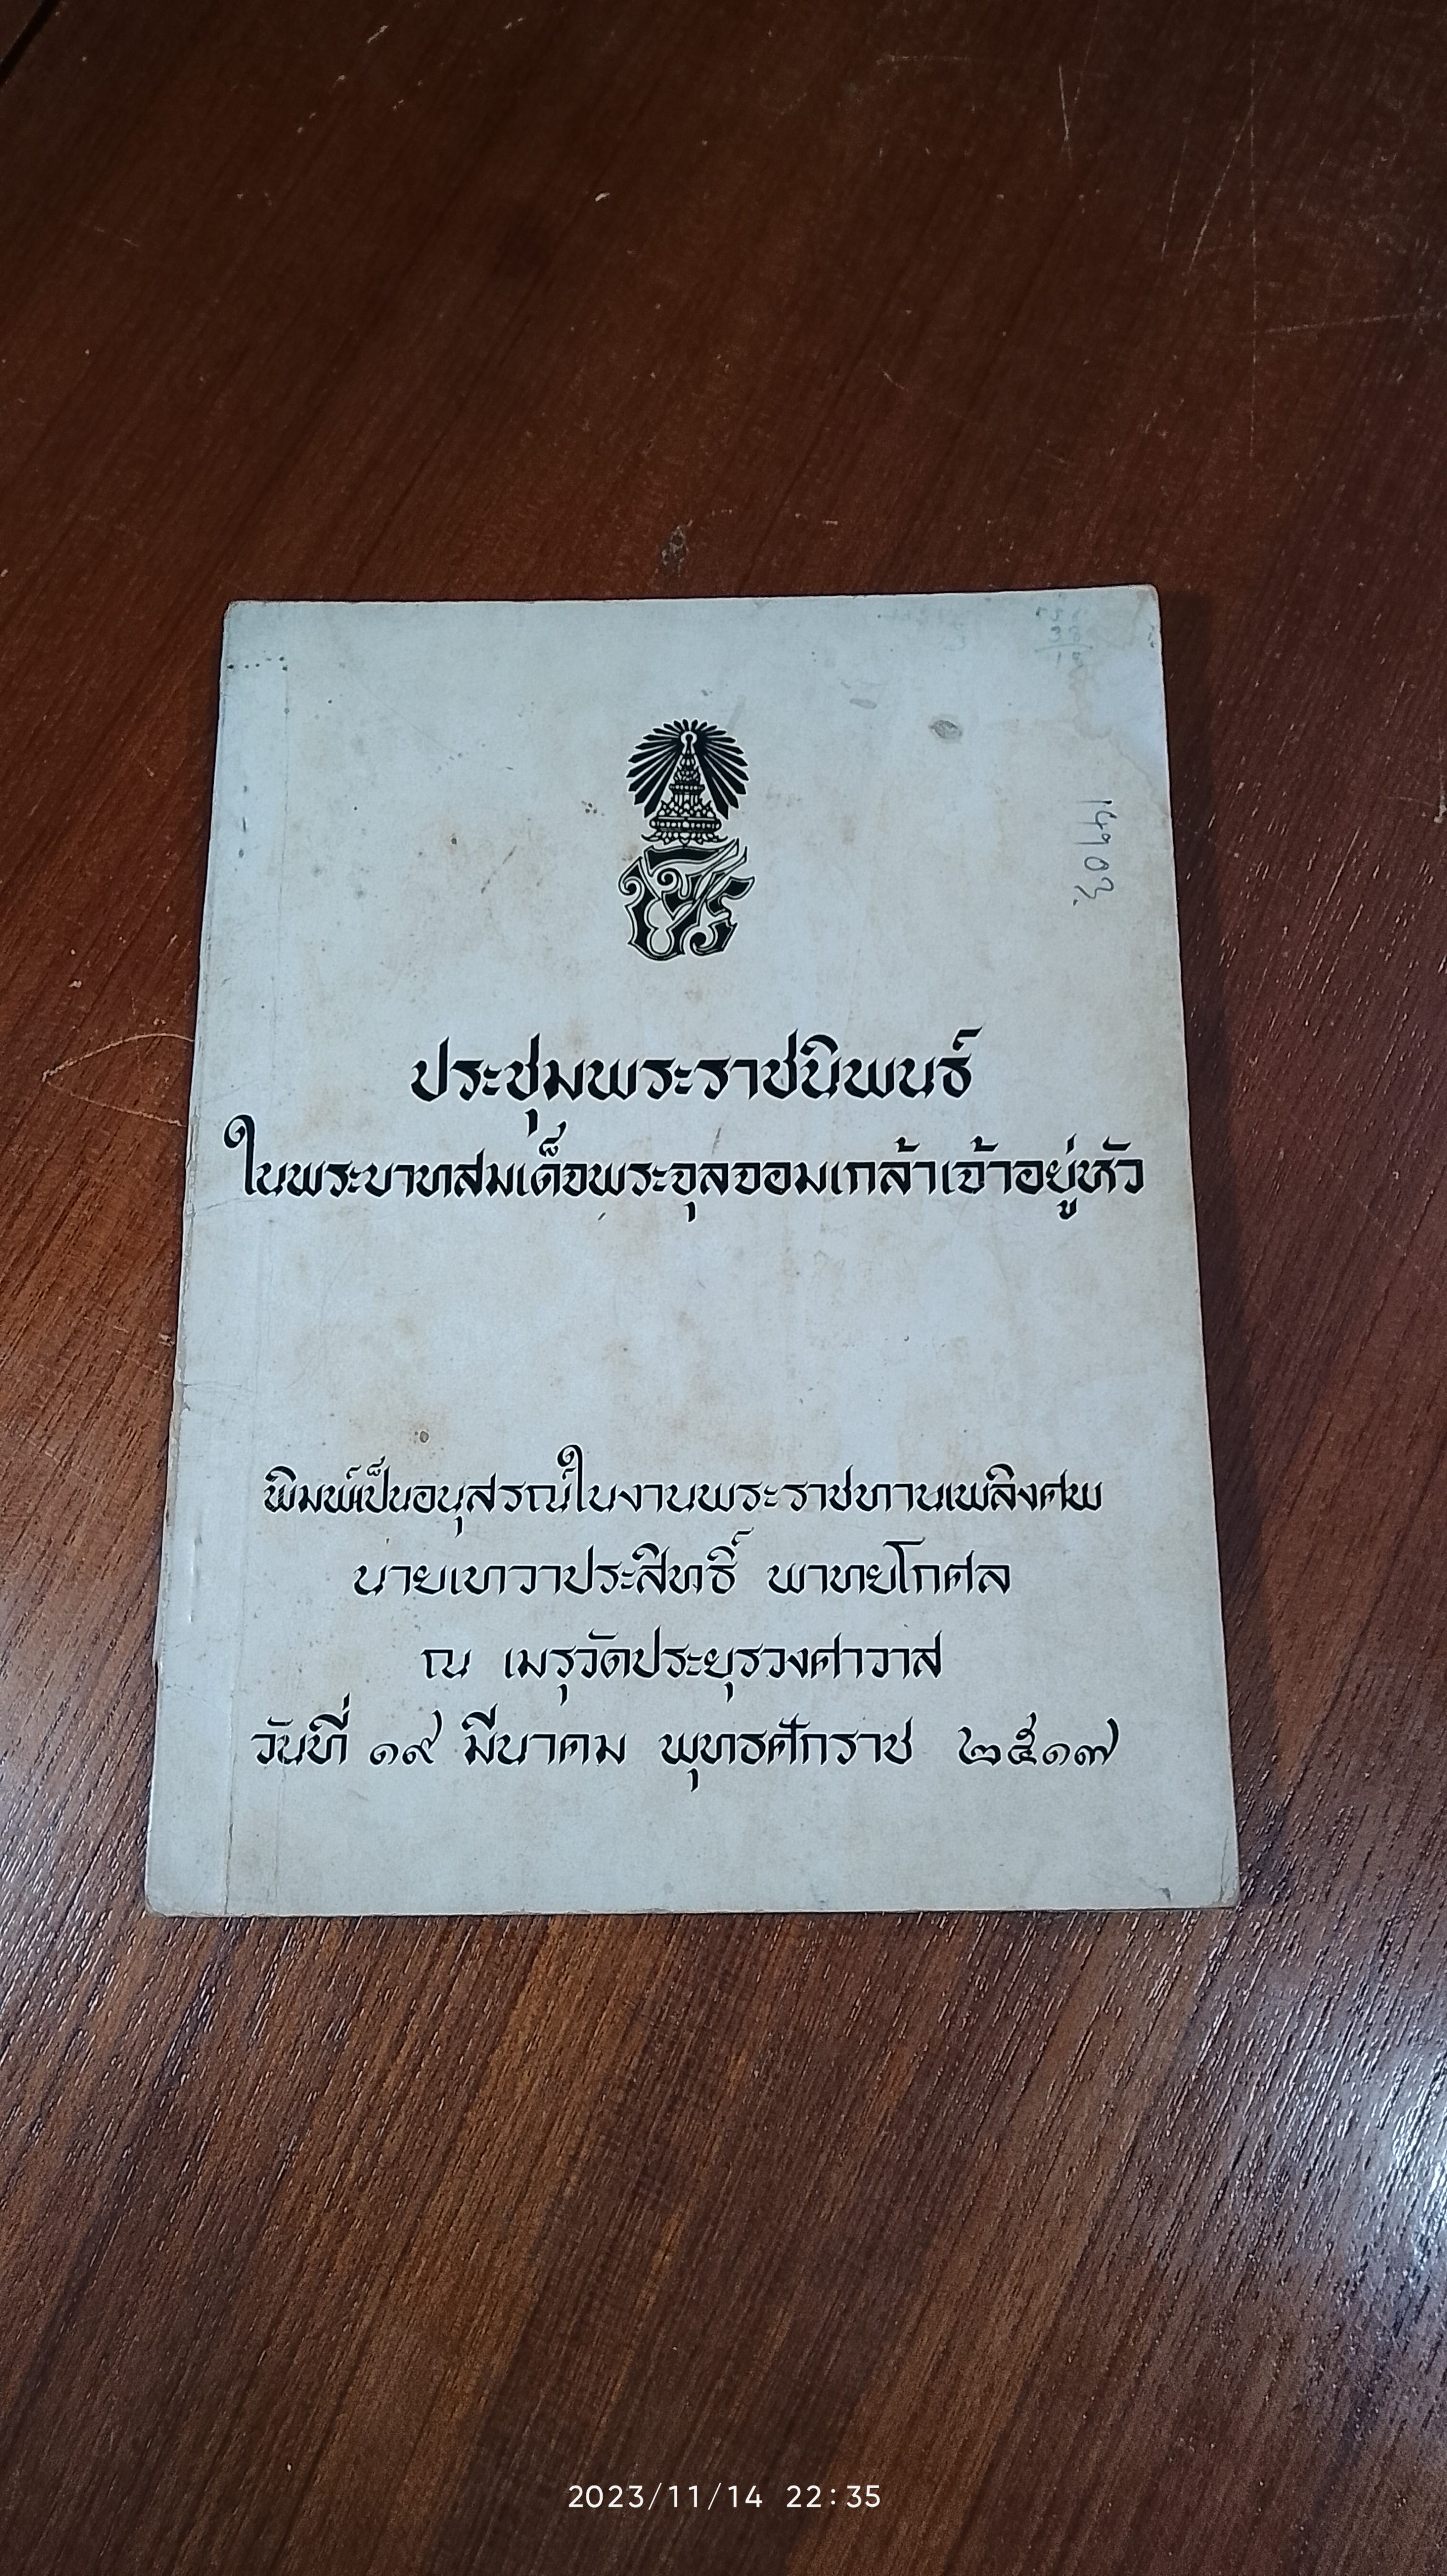 ประชุมพระราชนิพนธ์
ในพระบาทสมเด็จพระจุลจอมเกล้าเจ้าอยู่หัว
พิมพ์เป็นอนุสรณ์ในงานพระราชทานเพลิงศพ
นายเทวาประสิทธิ์ พาทยโกศล
ณ เมรุวัดประยุรวงศาวาส
วันที่ ๑๙ มีนาคม พุทธศักราช ๒๕๑๗
2023/11/14 22:35